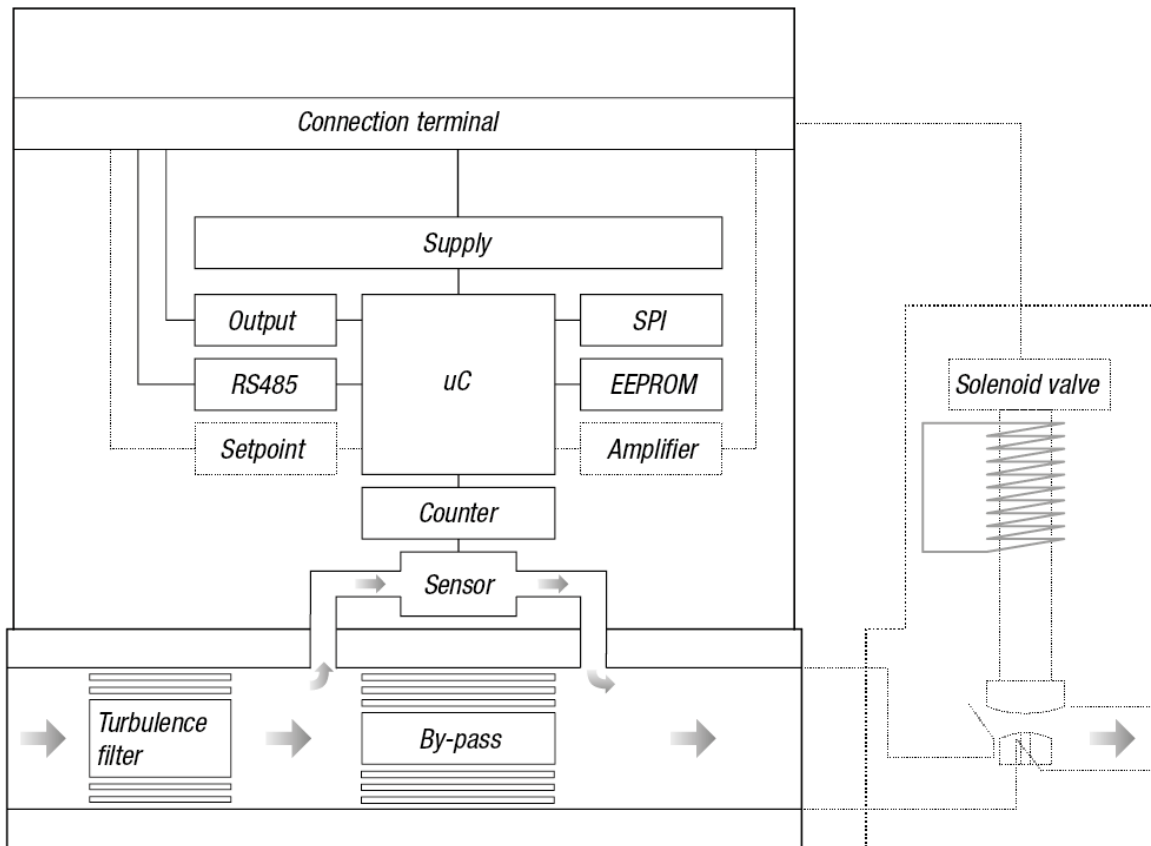 Connection terminal
Supply
Output
SPI
RS485
uC
EEPROM
Solenoid valve
Setpoint
Amplifier
Counter
Sensor
Turbulence
filter
By-pass